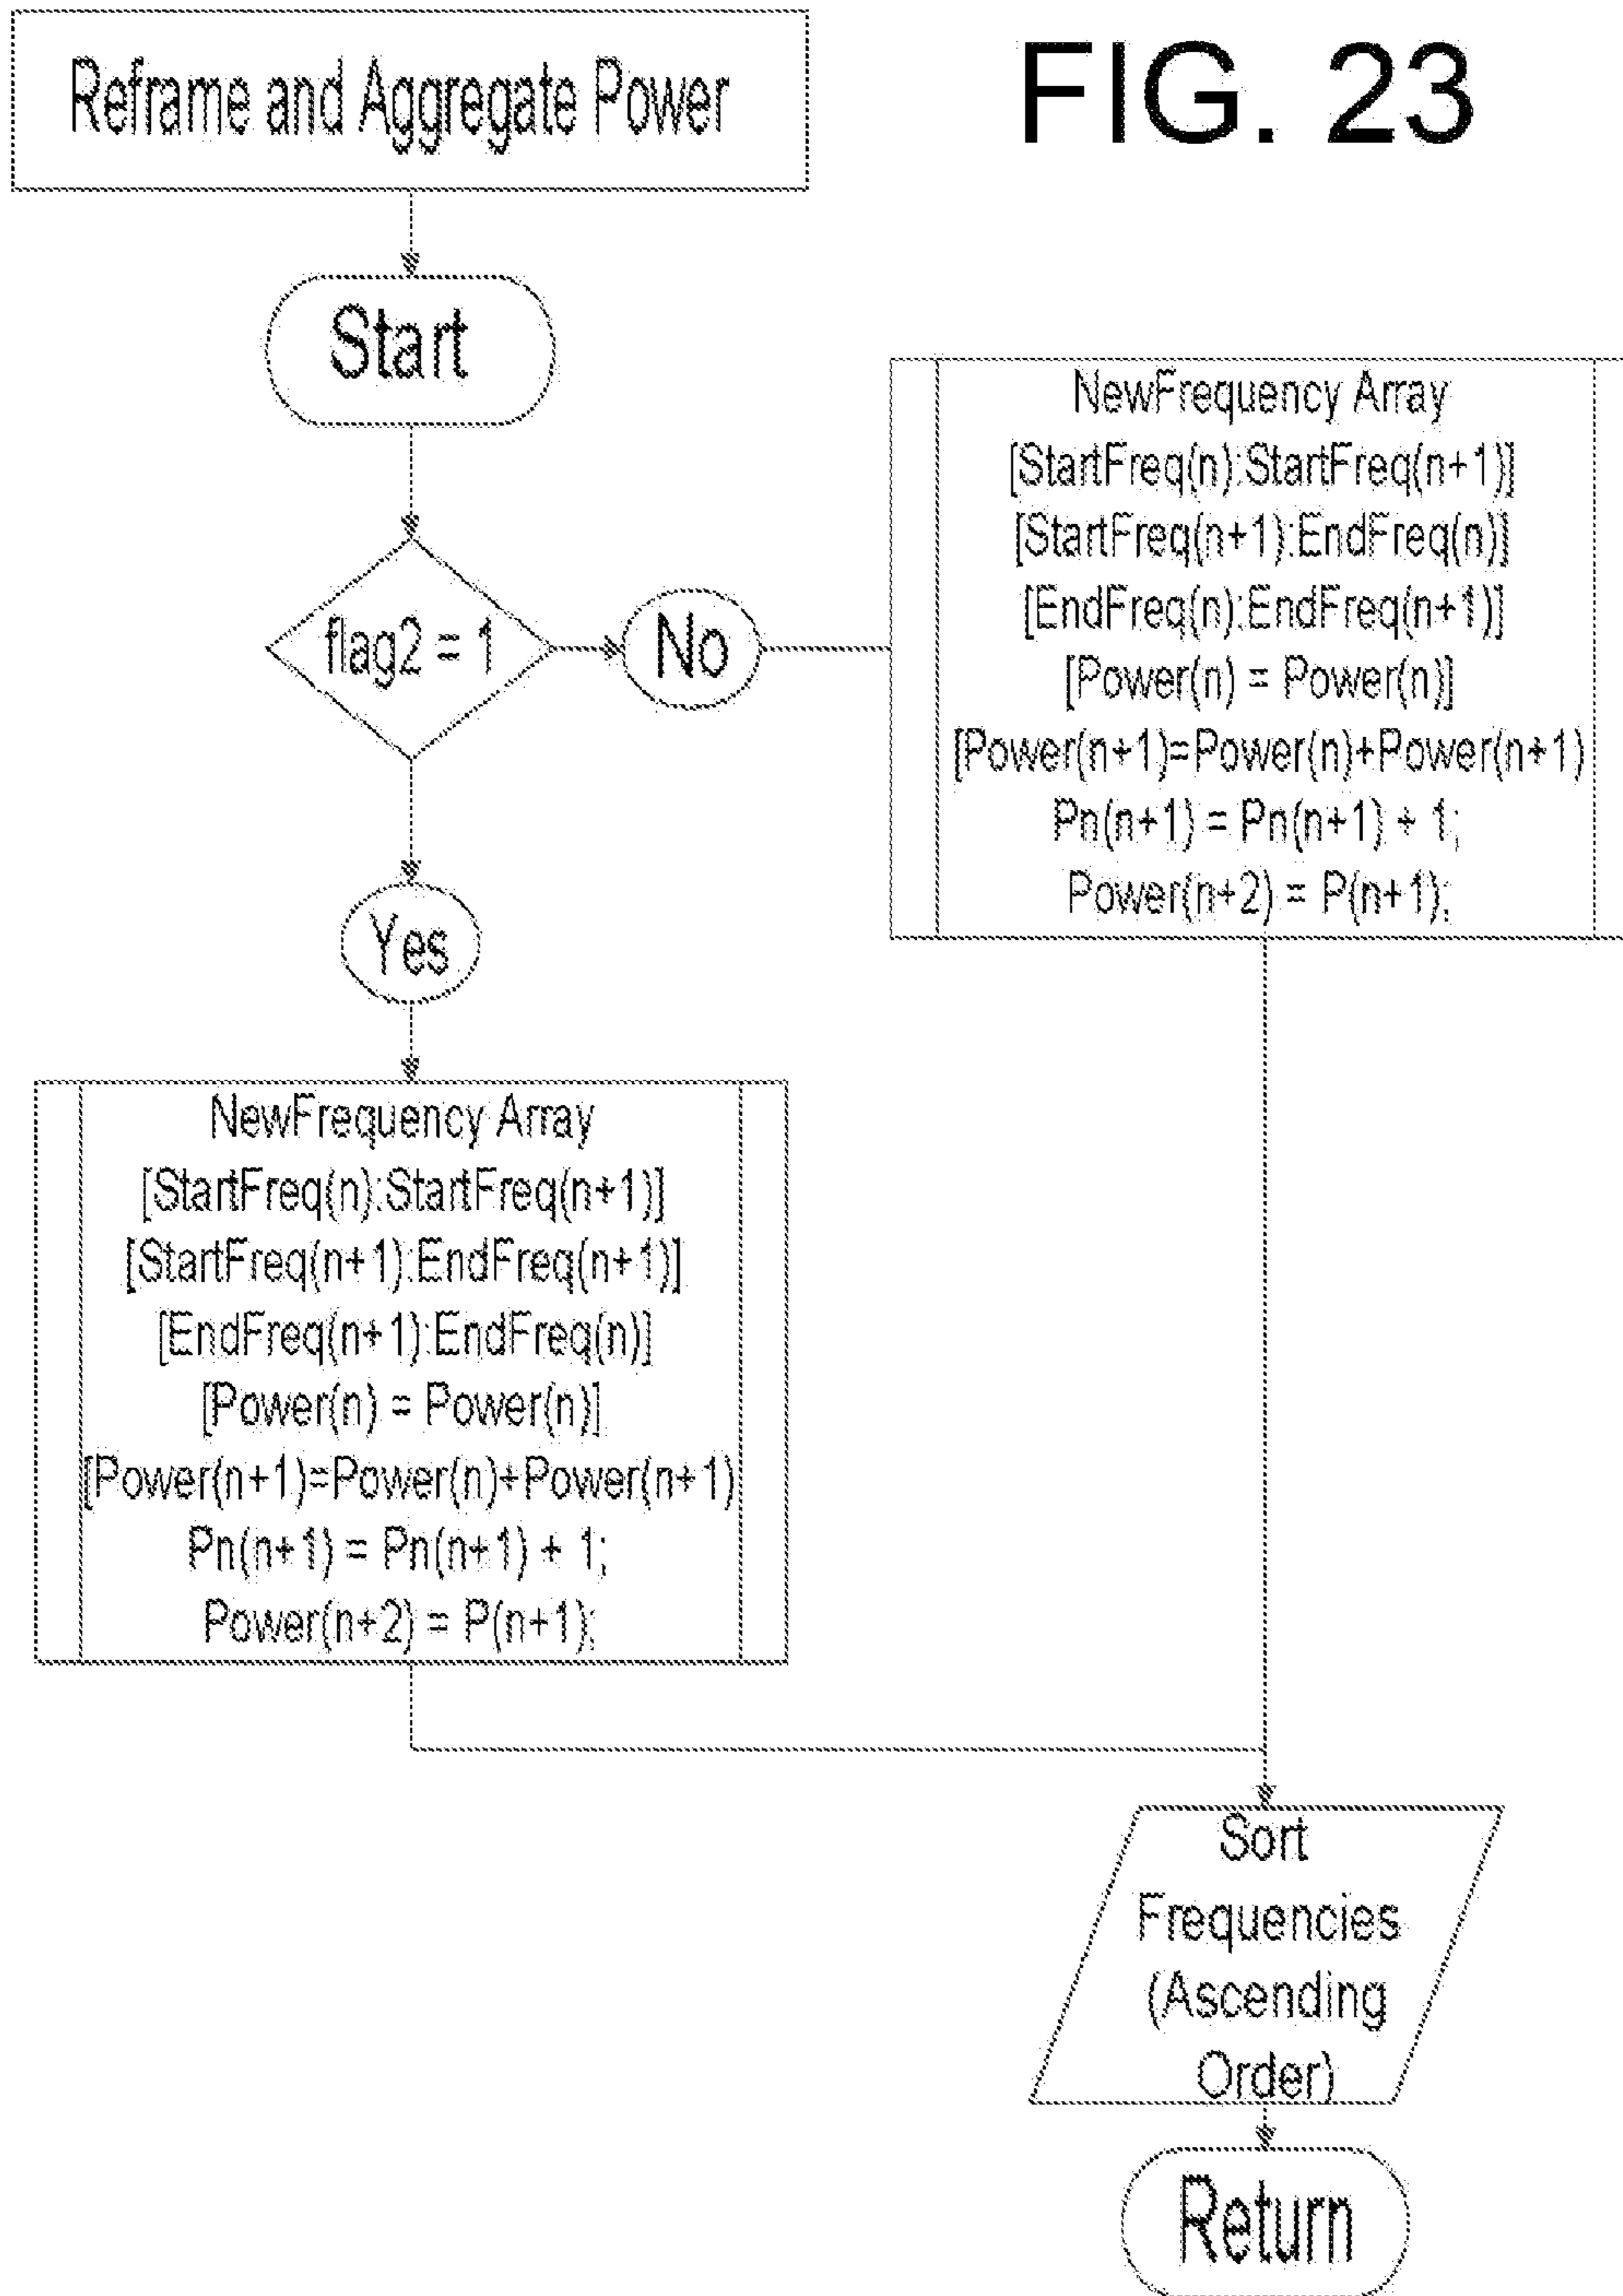 Reframe and Aggregate Power
FIG. 23
Start
flag2 = 1
No
NewFrequency Array
[StartFreq(n):StartFreq(n+1)]
[StartFreq(n+1):EndFreq(n)]
[EndFreq(n):EndFreq(n+1)]
[Power(n) = Power(n)]
[Power(n+1)=Power(n)+Power(n+1)
Pn(n+1) = Pn(n+1) + 1;
Power(n+2) = P(n+1);
Yes
NewFrequency Array
[StartFreq(n):StartFreq(n+1)]
[StartFreq(n+1):EndFreq(n+1)]
[EndFreq(n+1):EndFreq(n)]
[Power(n) = Power(n)]
[Power(n+1)=Power(n)+Power(n+1)
Pn(n+1) = Pn(n+1) + 1;
Power(n+2) = P(n+1);
Sort
Frequencies
(Ascending
Order)
Return